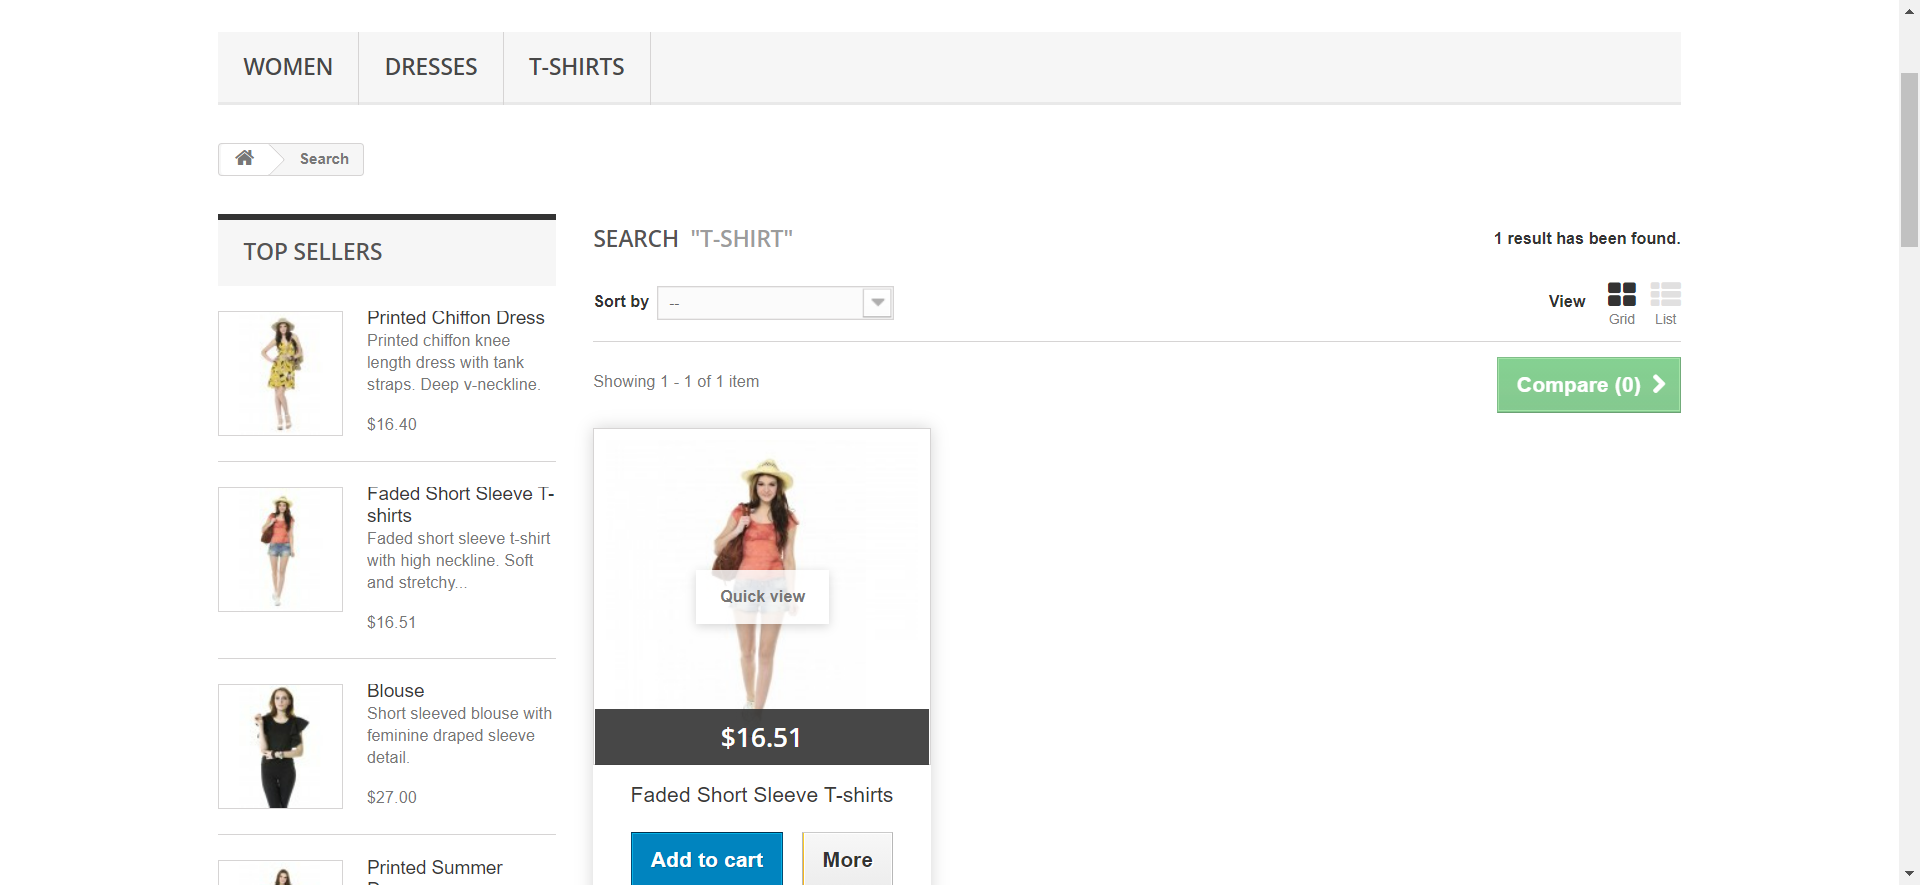 WOMEN
DRESSES
T-SHIRTS
Search
TOP SELLERS
Printed Chiffon Dress
Printed chiffon knee
length dress with tank
straps. Deep v-neckline.
$16.40
Faded Short Sleeve T-
shirts
Faded short sleeve t-shirt
with high neckline. Soft
and stretchy...
$16.51
Blouse
Short sleeved blouse with
feminine draped sleeve
detail.
$27.00
Printed Summer
SEARCH "T-SHIRT"
1 result has been found.
Sort by
--
View
Grid
List
Showing 1 - 1 of 1 item
Compare (0)
Quick view
$16.51
Faded Short Sleeve T-shirts
Add to cart
More